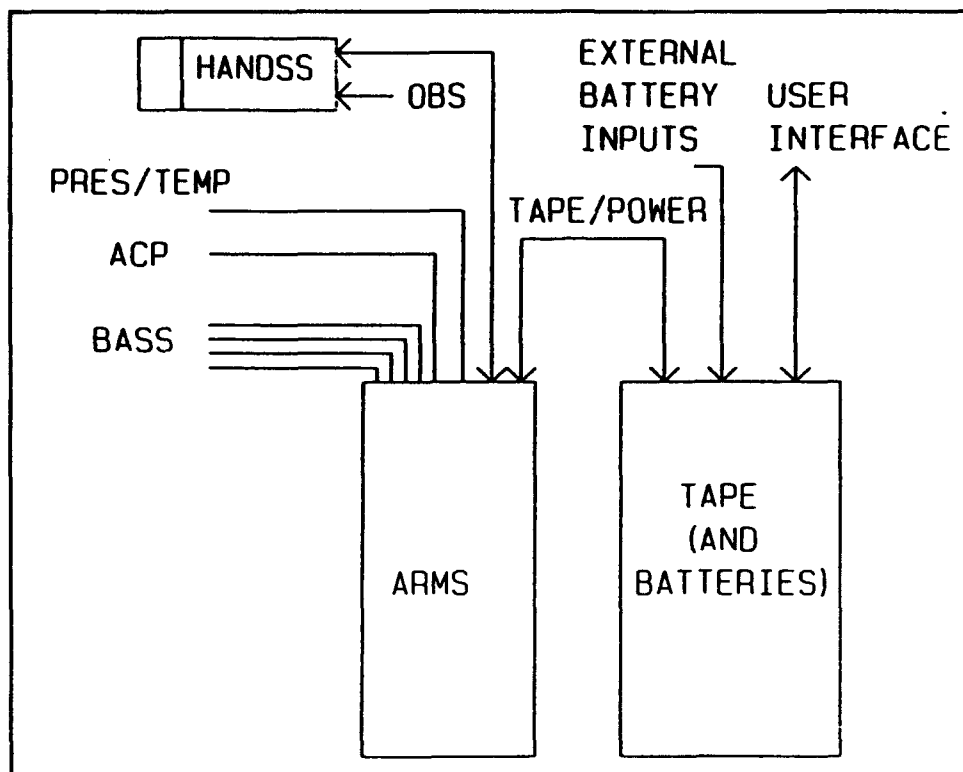 HANDSS
OBS
EXTERNAL
BATTERY
INPUTS
USER
INTERFACE
PRES/TEMP
TAPE/POWER
ACP
BASS
ARMS
TAPE
(AND
BATTERIES)